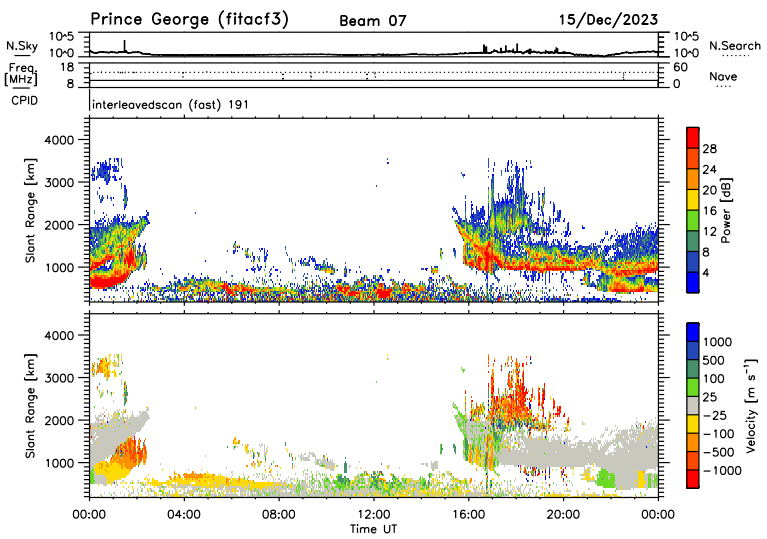 Prince George (fitacf3) Beam 07 15/Dec/2023
N.Sky 10^5 10^0 10^5 10^0 N.Search
Freq [MHz] 18 8 60 0 Nave
CPID interleavedscan (fast) 191
Slant Range [km] 4000 3000 2000 1000
28 24 20 16 12 8 4 Power [dB]
Slant Range [km] 4000 3000 2000 1000
1000 500 100 25 -25 -100 -500 -1000 Velocity [m s^-1]
00:00 04:00 08:00 12:00 16:00 20:00 00:00
Time UT